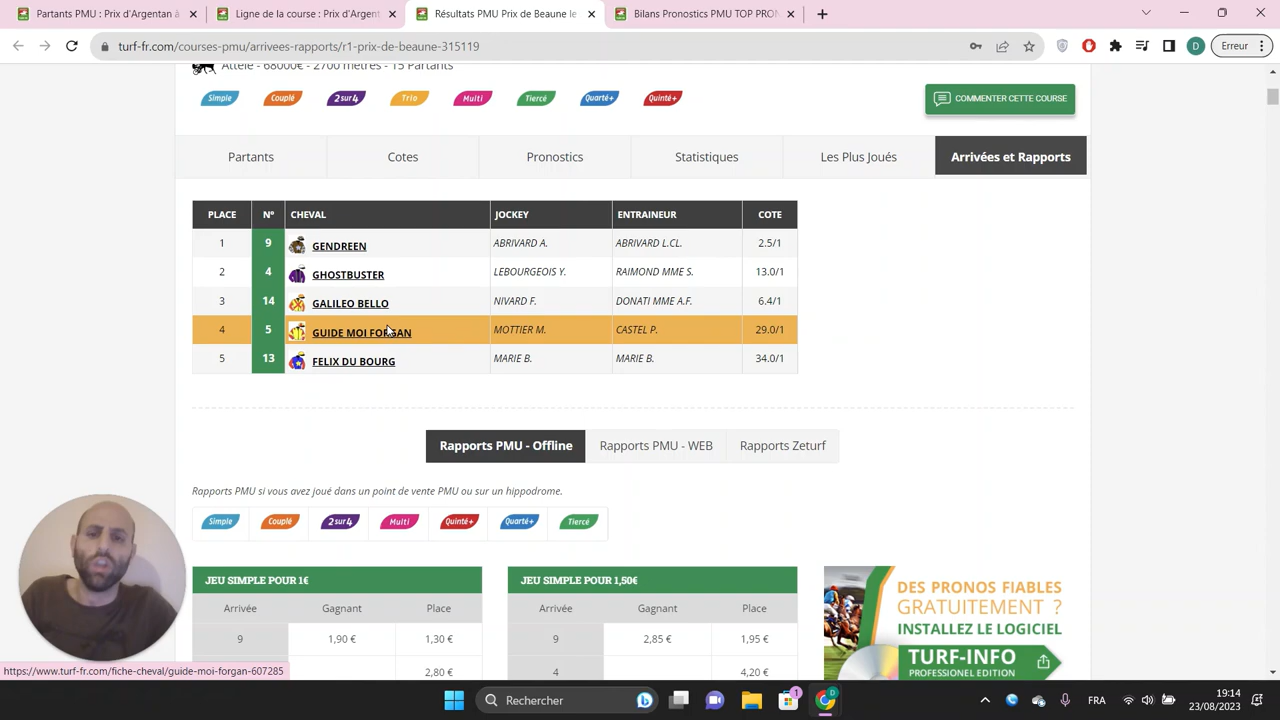 Partants PMU : Prix d'Argentan à
Ligne de la course : Prix d'Argent
Résultats PMU Prix de Beaune le
Bilans Pronostics PMU TOP PRON
turf-fr.com/courses-pmu/arrivees-rapports/r1-prix-de-beaune-315119
D
Erreur
Attelé - 68000€ - 2700 mètres - 15 Partants
Simple Couplé 2sur4 Trio Multi Tiercé Quarté+ Quinté+
COMMENTER CETTE COURSE
Partants Cotes Pronostics Statistiques Les Plus Joués Arrivées et Rapports
PLACE N° CHEVAL JOCKEY ENTRAINEUR COTE
1 9 GENDREEN ABRIVARD A. ABRIVARD L.CL. 2.5/1
2 4 GHOSTBUSTER LEBOURGEOIS Y. RAIMOND MME S. 13.0/1
3 14 GALILEO BELLO NIVARD F. DONATI MME A.F. 6.4/1
4 5 GUIDE MOI FORGAN MOTTIER M. CASTEL P. 29.0/1
5 13 FELIX DU BOURG MARIE B. MARIE B. 34.0/1
Rapports PMU - Offline Rapports PMU - WEB Rapports Zeturf
Rapports PMU si vous avez joué dans un point de vente PMU ou sur un hippodrome.
Simple Couplé 2sur4 Multi Quinté+ Quarté+ Tiercé
JEU SIMPLE POUR 1€
Arrivée Gagnant Place
9 1,90 € 1,30 €
2,80 €
JEU SIMPLE POUR 1,50€
Arrivée Gagnant Place
9 2,85 € 1,95 €
4 4,20 €
DES PRONOS FIABLES
GRATUITEMENT ?
INSTALLEZ LE LOGICIEL
TURF-INFO
PROFESSIONEL EDITION
https://www.turf-fr.com/fiche-cheval/guide-moi-forgan-607285
Rechercher
1
D
FRA
19:14
23/08/2023